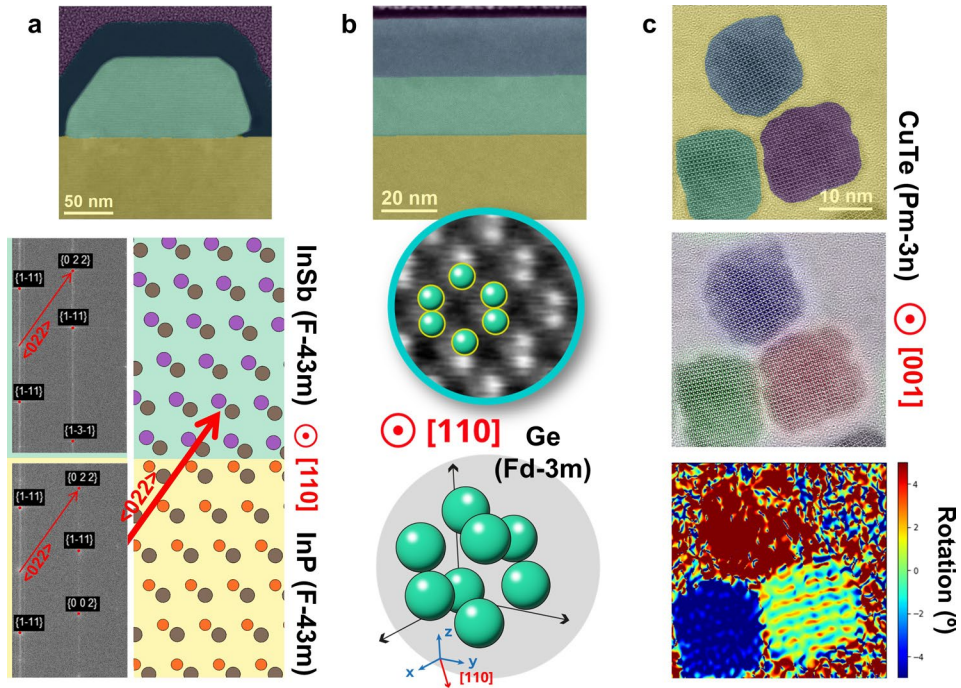 a
b
c
50 nm
20 nm
10 nm
{0 2 2}
{1-11}
{1-11}
<022>
{1-11}
{1-3-1}
{0 2 2}
{1-11}
<022>
{1-11}
{0 0 2}
{1-11}
<022>
InSb (F-43m)
[110]
InP (F-43m)
[110]
Ge
(Fd-3m)
z
x
y
[110]
CuTe (Pm-3n)
[001]
4
2
0
−2
−4
Rotation (º)